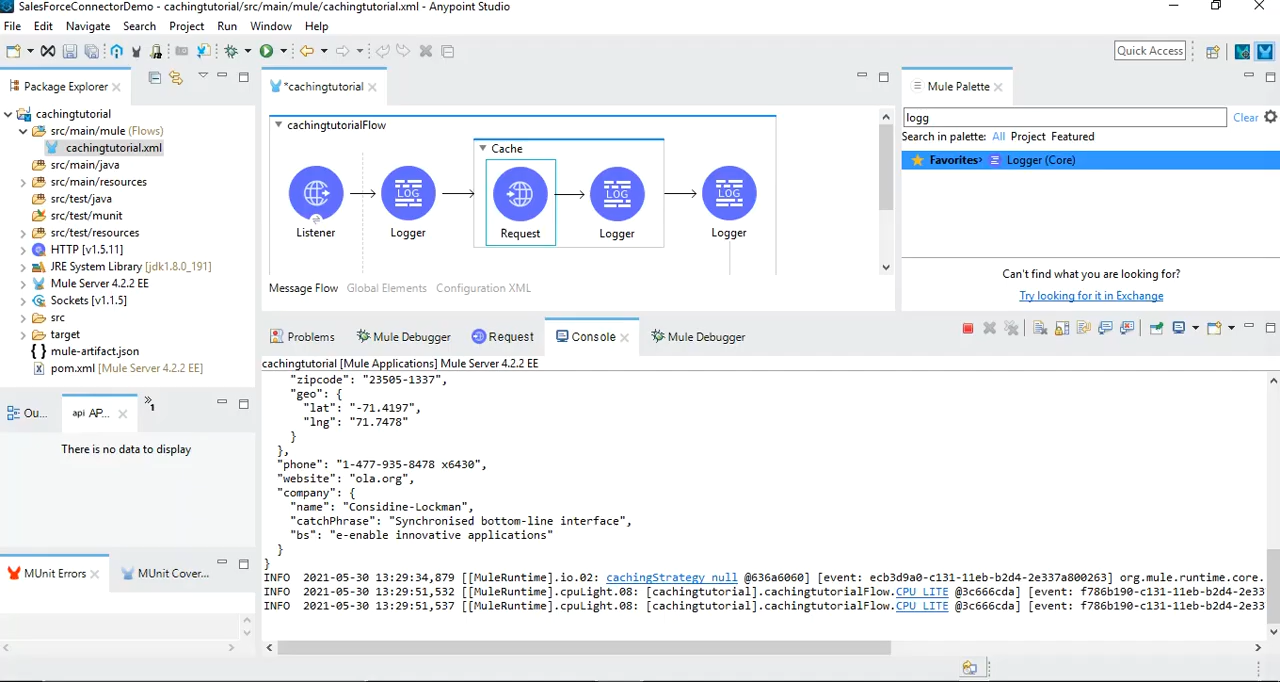 SalesForceConnectorDemo - cachingtutorial/src/main/mule/cachingtutorial.xml - Anypoint Studio
File Edit Navigate Search Project Run Window Help
Quick Access
Package Explorer
cachingtutorial
src/main/mule (Flows)
cachingtutorial.xml
src/main/java
src/main/resources
src/test/java
src/test/munit
src/test/resources
HTTP [v1.5.11]
JRE System Library [jdk1.8.0_191]
Mule Server 4.2.2 EE
Sockets [v1.1.5]
src
target
mule-artifact.json
pom.xml [Mule Server 4.2.2 EE]
Ou...
api AP...
1
There is no data to display
MUnit Errors
MUnit Cover...
*cachingtutorial
cachingtutorialFlow
Cache
LOG LOG LOG
Listener Logger Request Logger Logger
Message Flow Global Elements Configuration XML
Mule Palette
logg
Clear
Search in palette: All Project Featured
Favorites> Logger (Core)
Can't find what you are looking for?
Try looking for it in Exchange
Problems Mule Debugger Request Console Mule Debugger
cachingtutorial [Mule Applications] Mule Server 4.2.2 EE
"zipcode": "23505-1337",
"geo": {
"lat": "-71.4197",
"lng": "71.7478"
}
},
"phone": "1-477-935-8478 x6430",
"website": "ola.org",
"company": {
"name": "Considine-Lockman",
"catchPhrase": "Synchronised bottom-line interface",
"bs": "e-enable innovative applications"
}
}
INFO 2021-05-30 13:29:34,879 [[MuleRuntime].io.02: cachingStrategy null @636a6060] [event: ecb3d9a0-c131-11eb-b2d4-2e337a800263] org.mule.runtime.core.
INFO 2021-05-30 13:29:51,532 [[MuleRuntime].cpuLight.08: [cachingtutorial].cachingtutorialFlow.CPU_LITE @3c666cda] [event: f786b190-c131-11eb-b2d4-2e33
INFO 2021-05-30 13:29:51,537 [[MuleRuntime].cpuLight.08: [cachingtutorial].cachingtutorialFlow.CPU_LITE @3c666cda] [event: f786b190-c131-11eb-b2d4-2e33